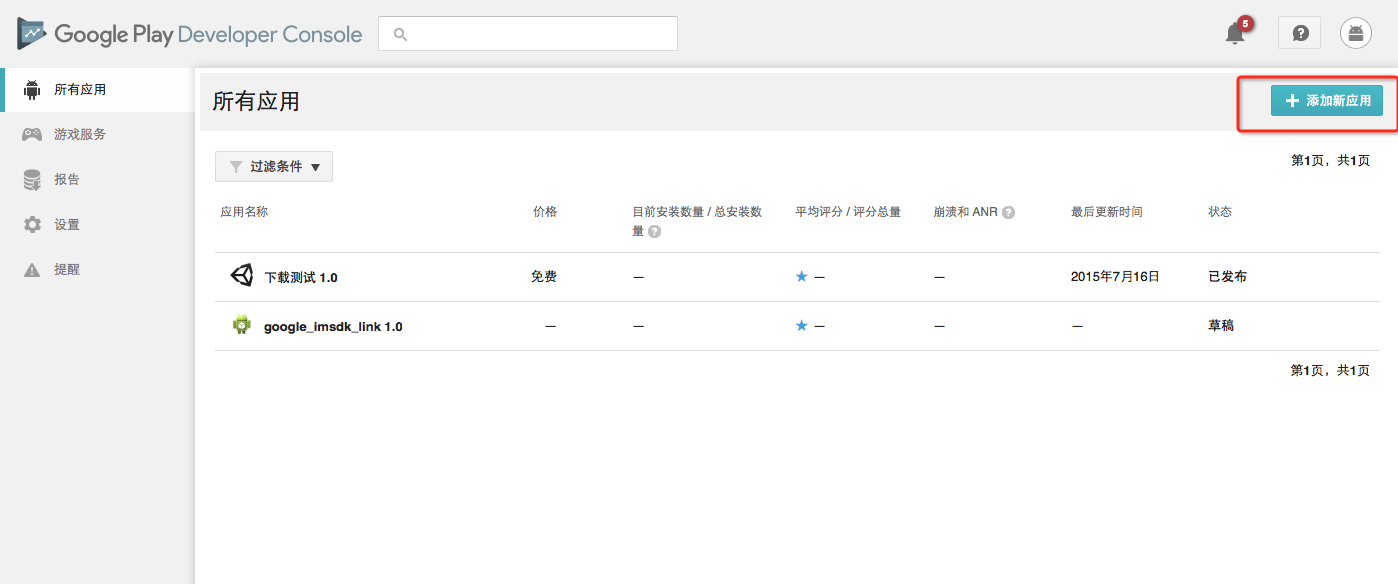 Google Play Developer Console
5
所有应用
游戏服务
报告
设置
提醒
所有应用
添加新应用
过滤条件
第1页，共1页
应用名称 价格 目前安装数量 / 总安装数量 平均评分 / 评分总量 崩溃和 ANR 最后更新时间 状态
下载测试 1.0 免费 — — — 2015年7月16日 已发布
google_imsdk_link 1.0 — — — — — 草稿
第1页，共1页